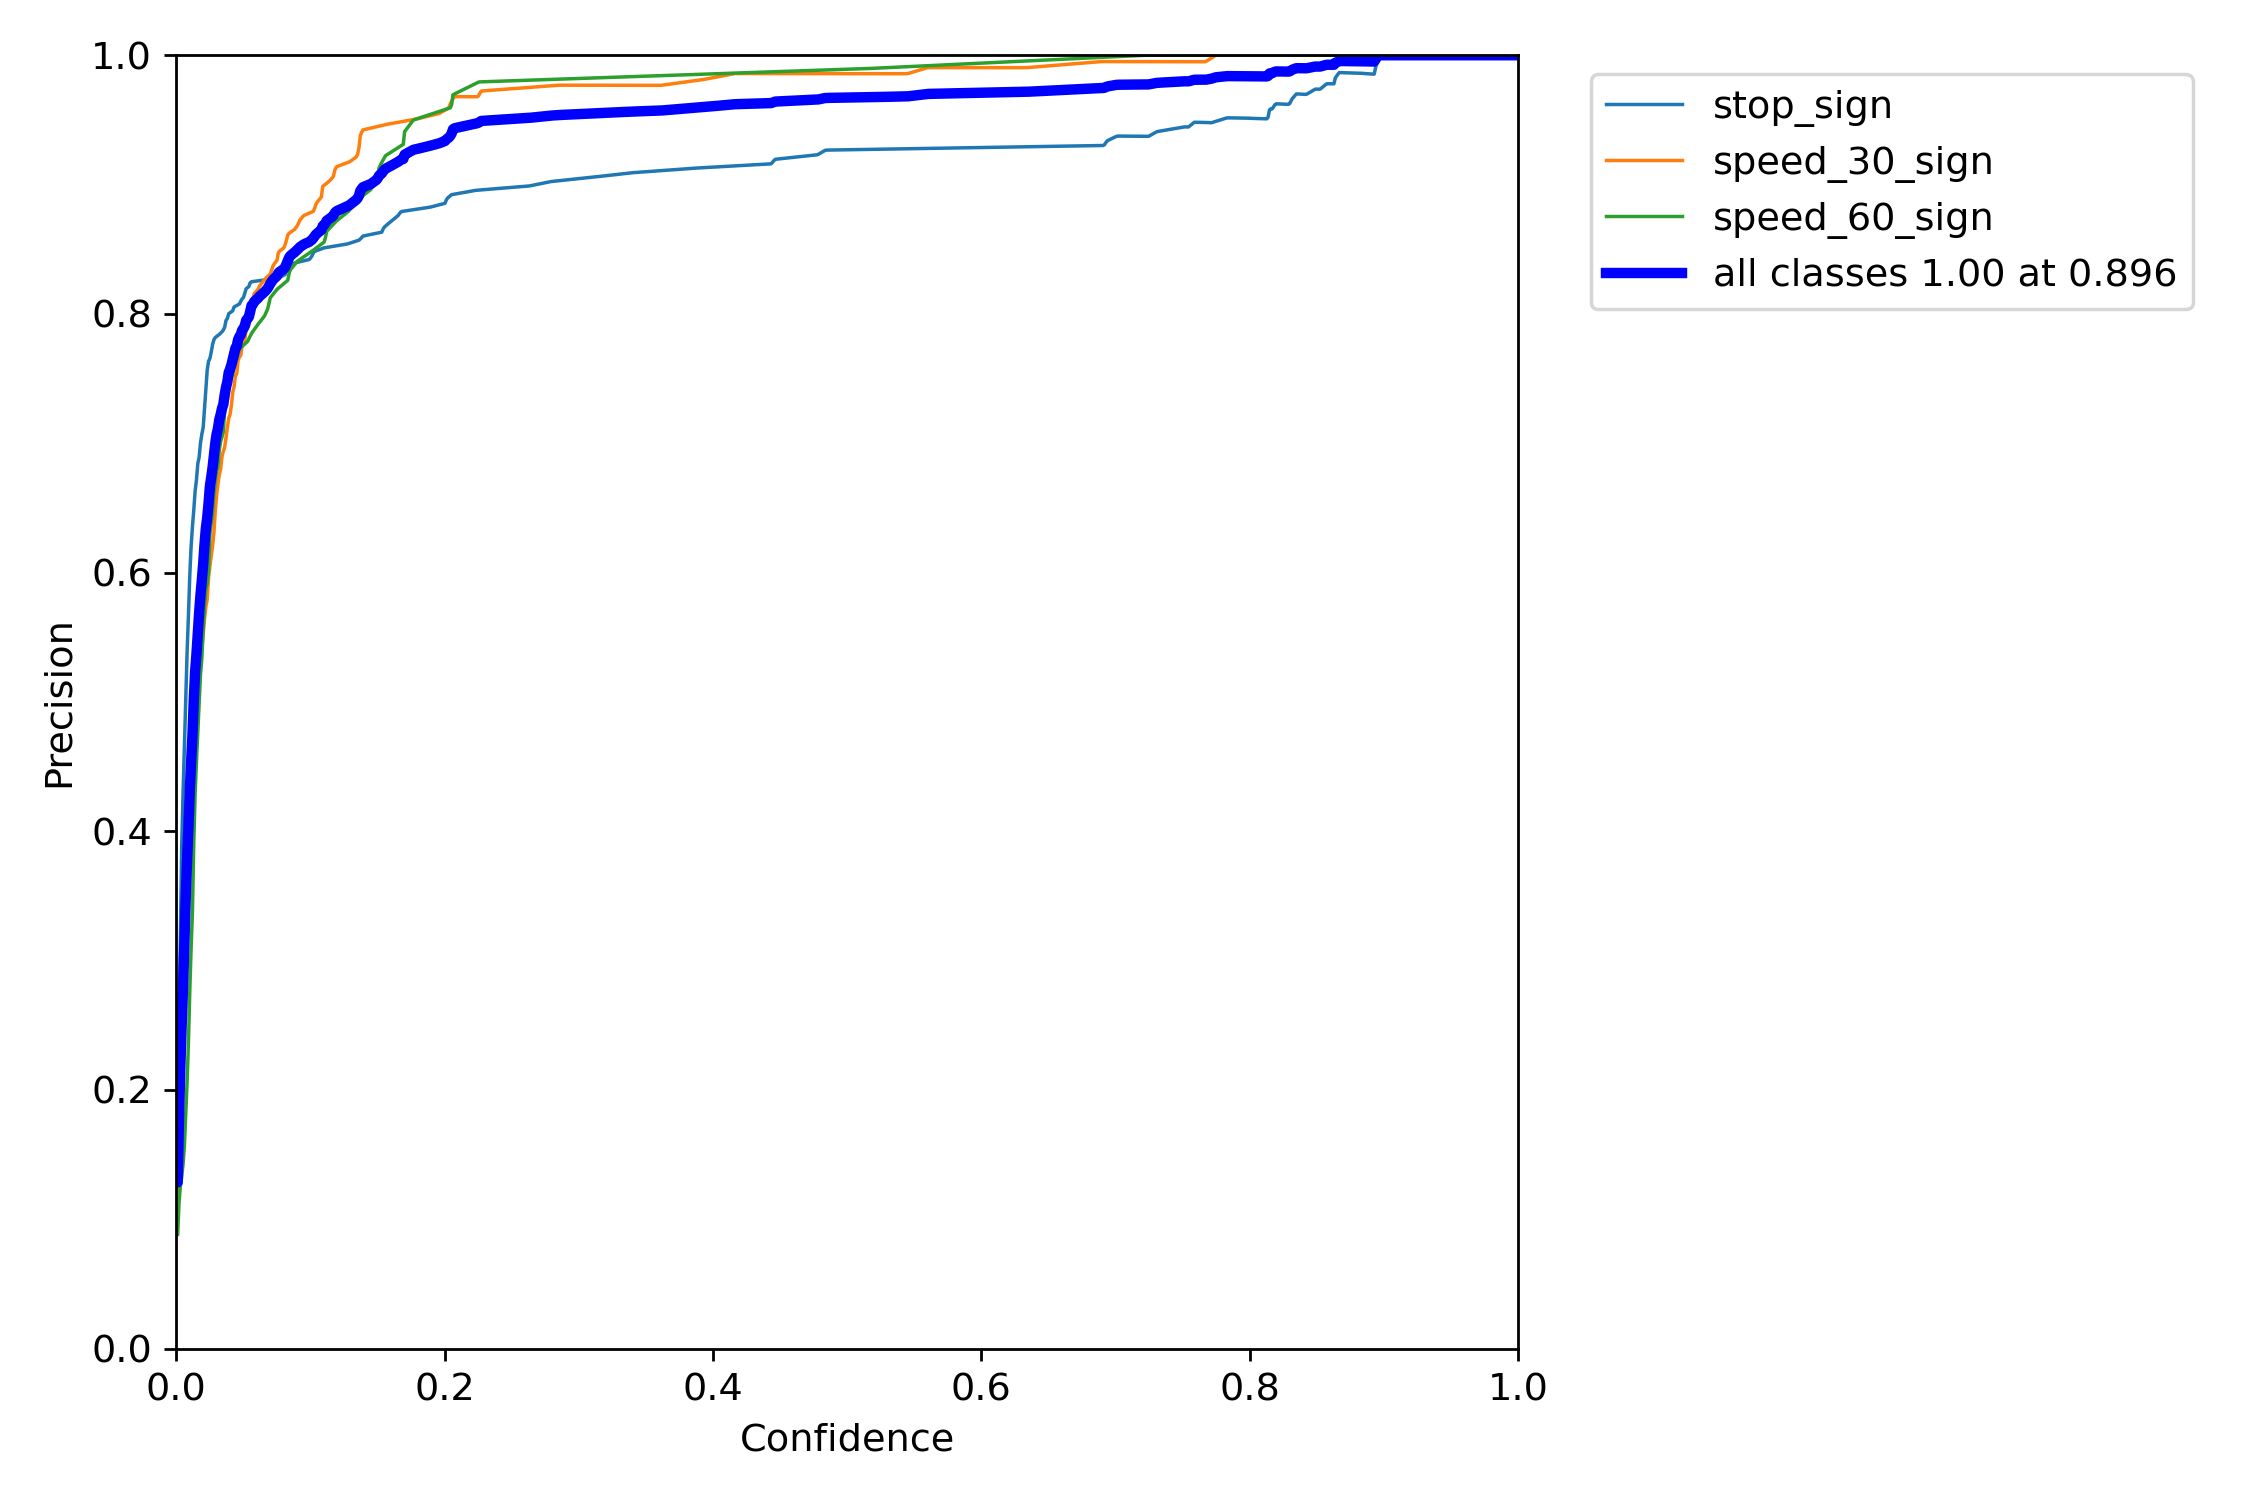 1.0
0.8
0.6
0.4
0.2
0.0
Precision
0.0 0.2 0.4 0.6 0.8 1.0
Confidence
stop_sign
speed_30_sign
speed_60_sign
all classes 1.00 at 0.896